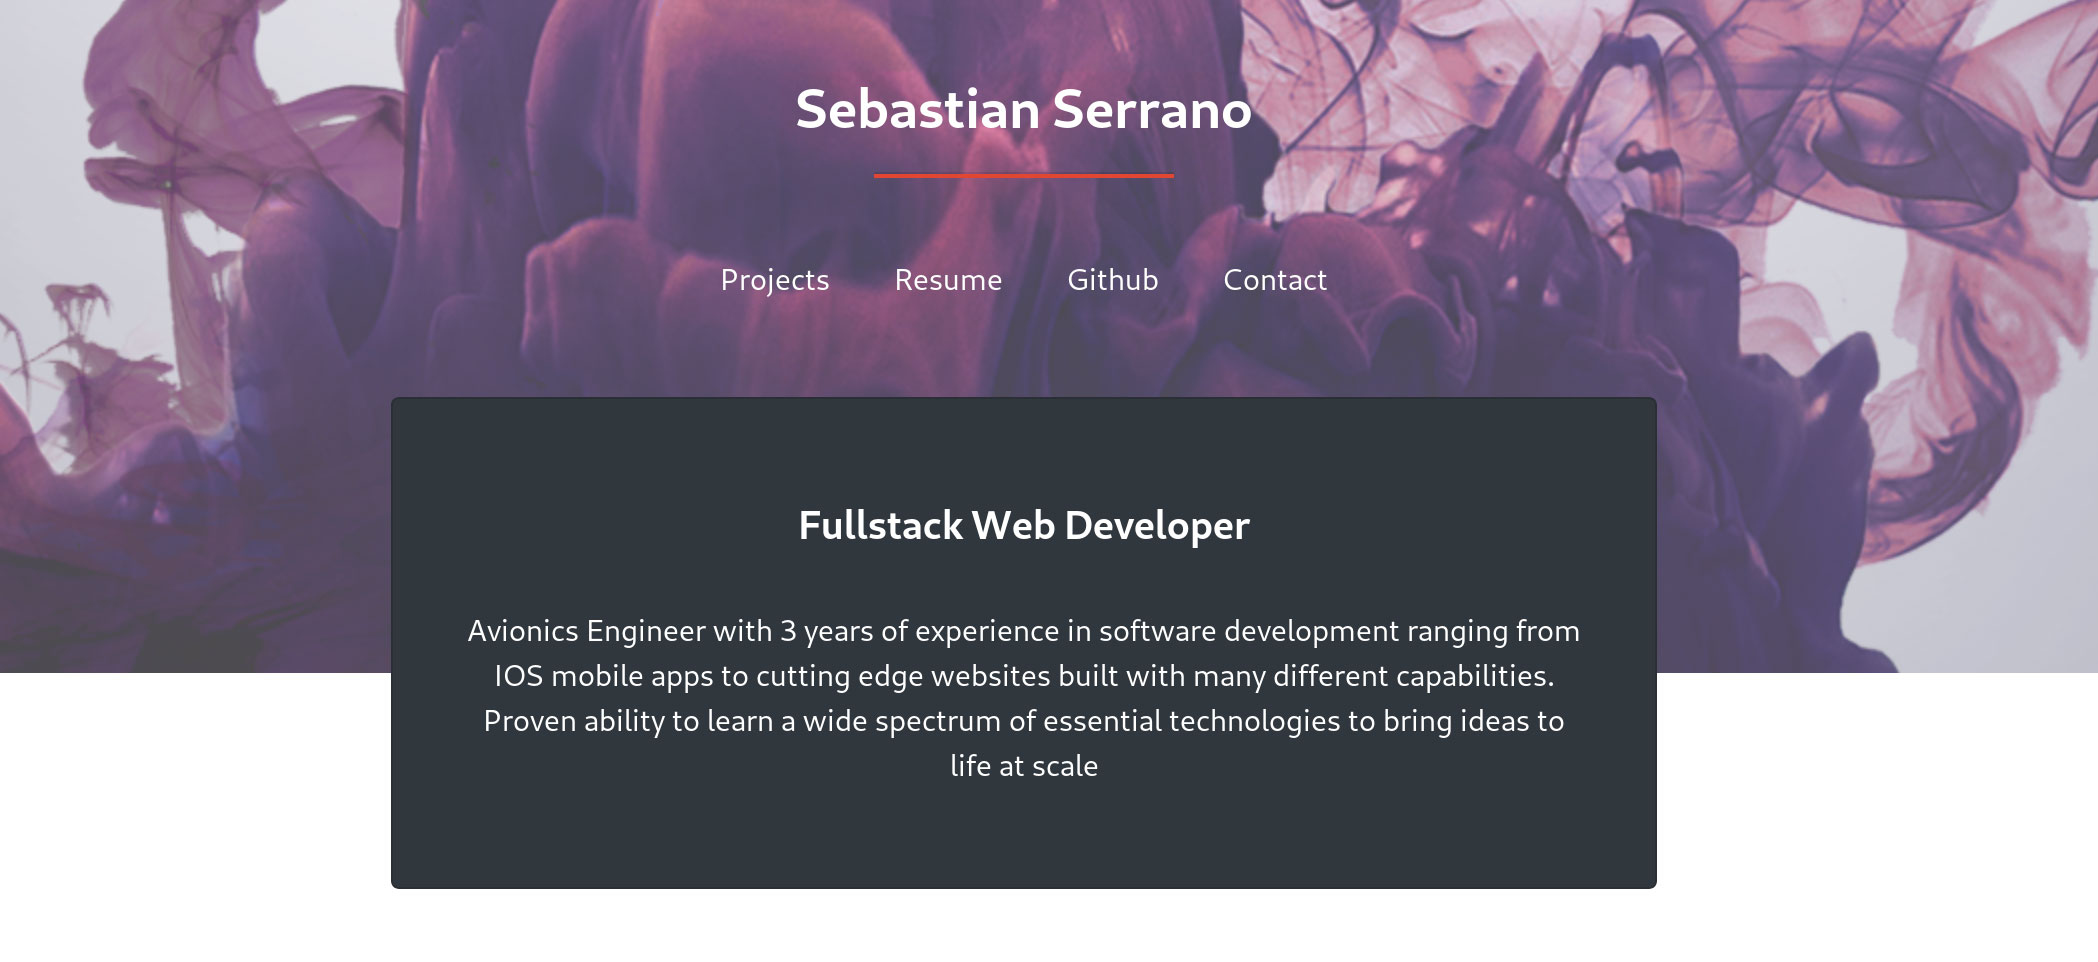 Sebastian Serrano
Projects Resume Github Contact
Fullstack Web Developer
Avionics Engineer with 3 years of experience in software development ranging from
IOS mobile apps to cutting edge websites built with many different capabilities.
Proven ability to learn a wide spectrum of essential technologies to bring ideas to
life at scale